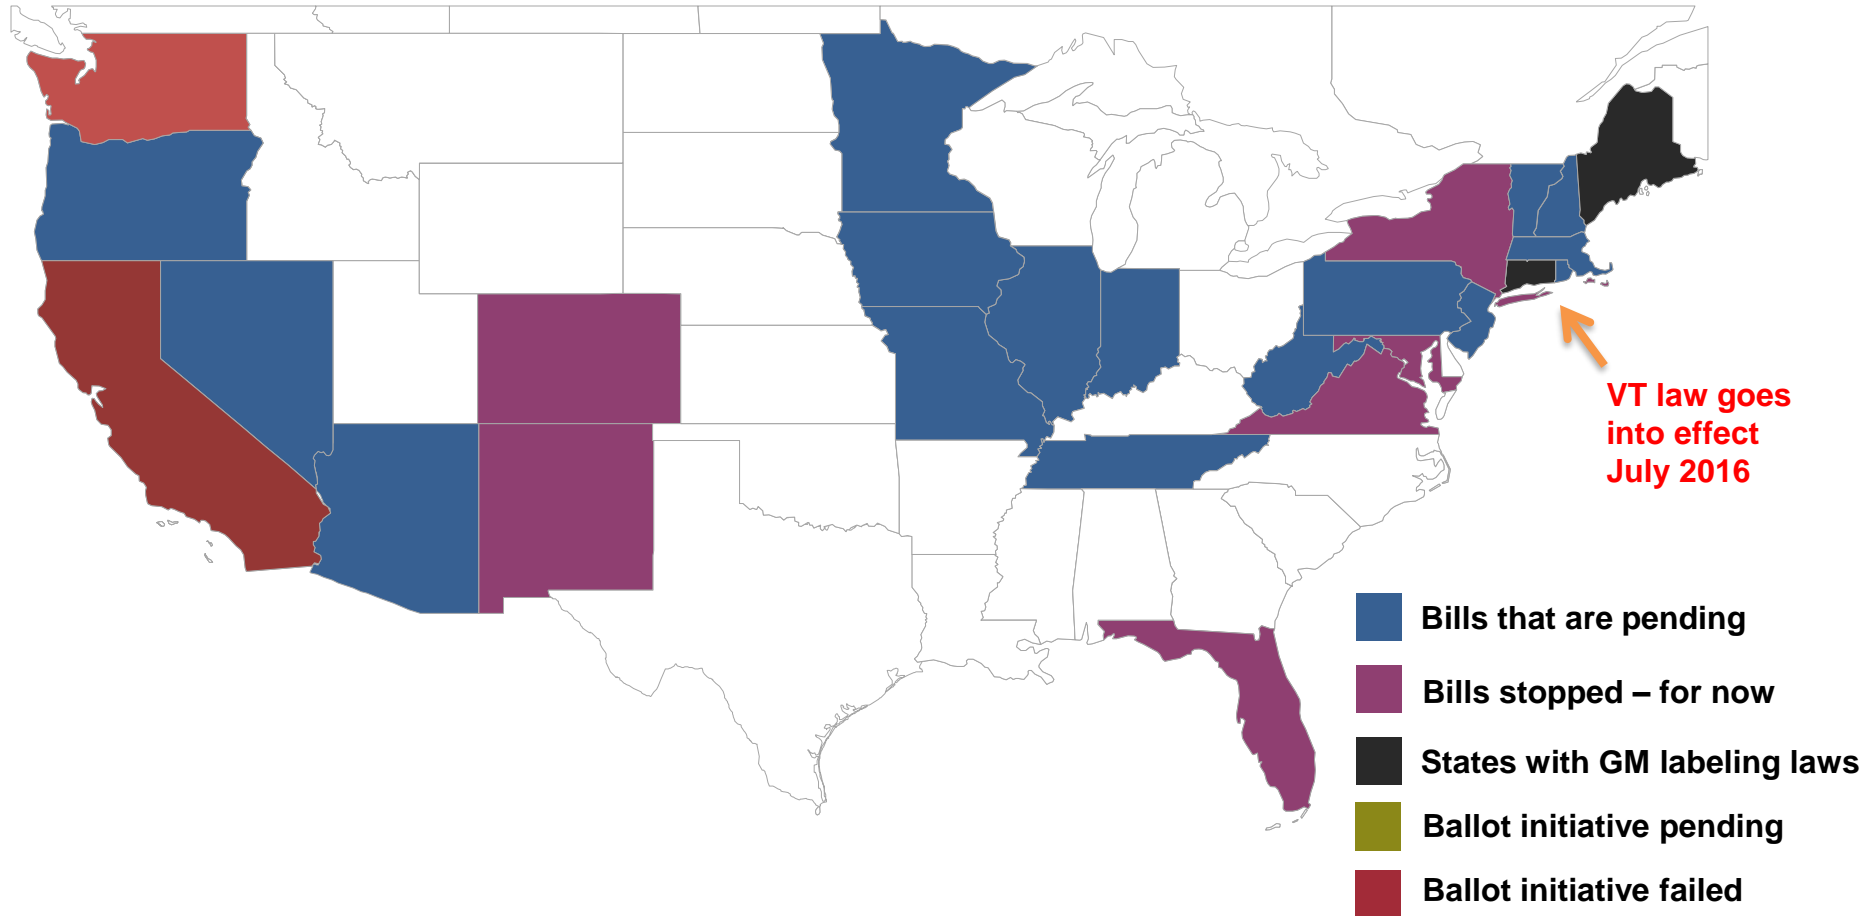 VT law goes
into effect
July 2016
Bills that are pending
Bills stopped – for now
States with GM labeling laws
Ballot initiative pending
Ballot initiative failed